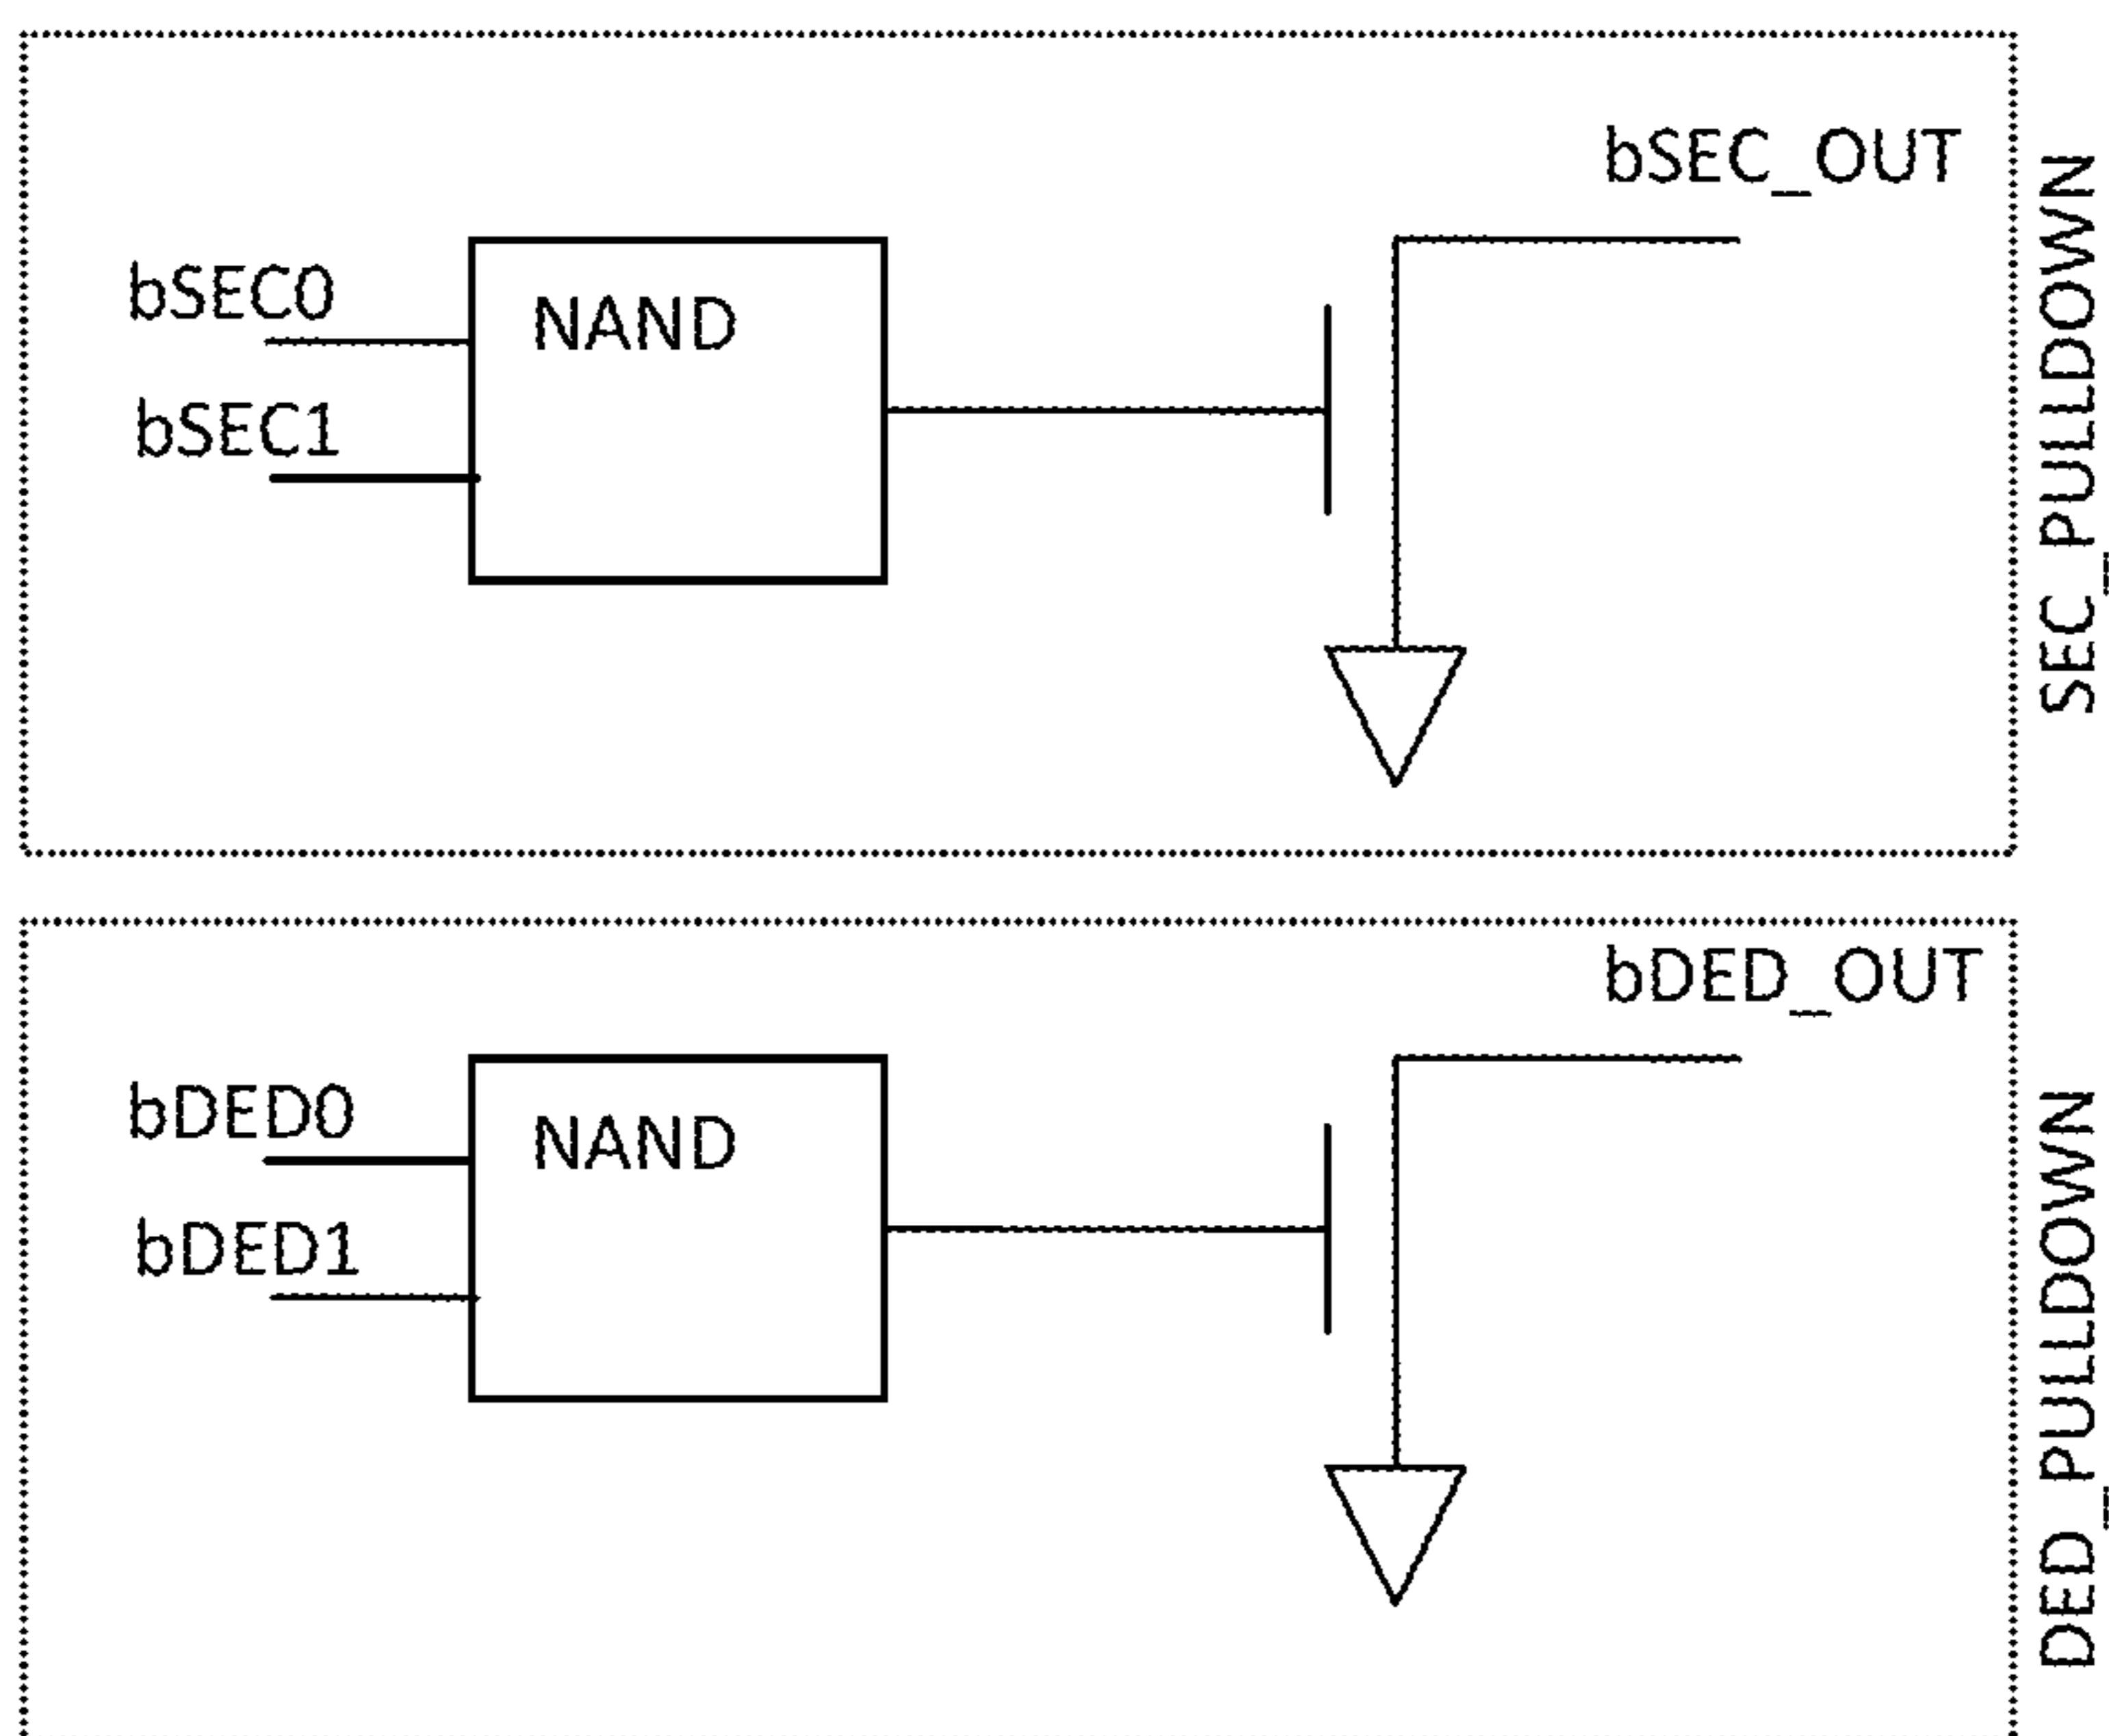 bSEC_OUT
bSEC0
NAND
bSEC1
SEC_PULLDOWN
bDED_OUT
bDED0
NAND
bDED1
DED_PULLDOWN